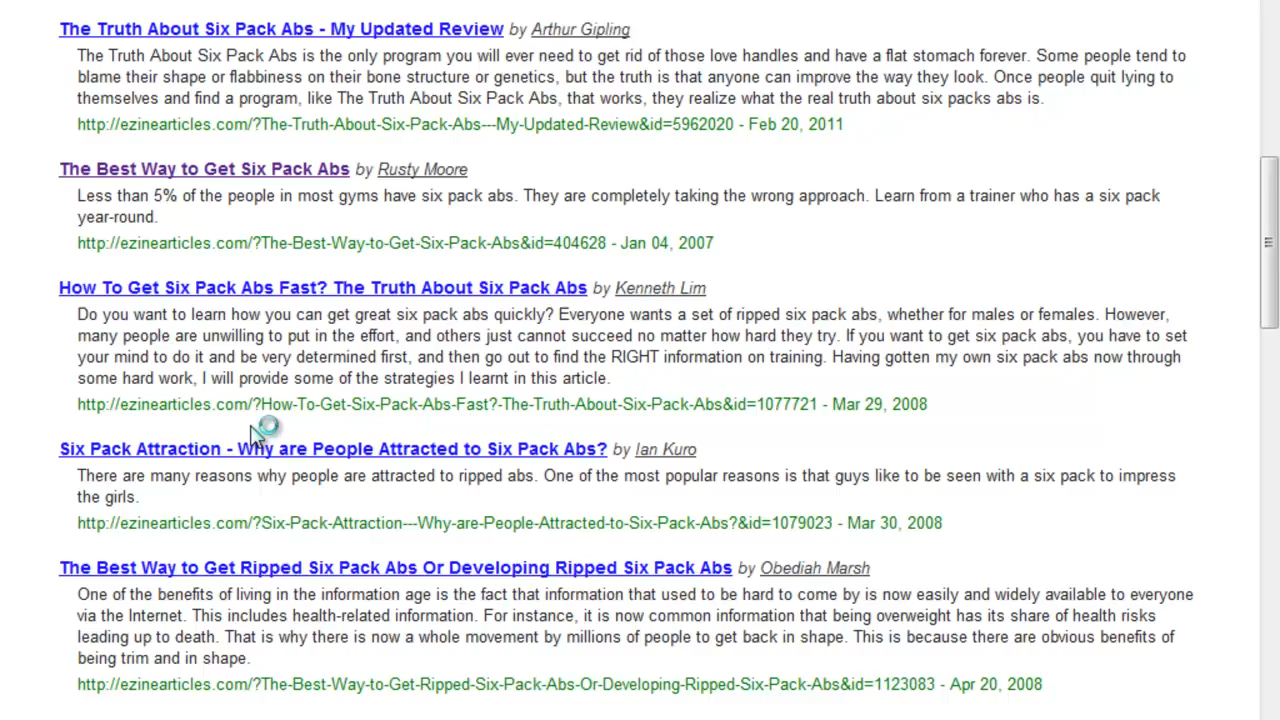 The Truth About Six Pack Abs - My Updated Review by Arthur Gipling
The Truth About Six Pack Abs is the only program you will ever need to get rid of those love handles and have a flat stomach forever. Some people tend to
blame their shape or flabbiness on their bone structure or genetics, but the truth is that anyone can improve the way they look. Once people quit lying to
themselves and find a program, like The Truth About Six Pack Abs, that works, they realize what the real truth about six packs abs is.
http://ezinearticles.com/?The-Truth-About-Six-Pack-Abs---My-Updated-Review&id=5962020 - Feb 20, 2011
The Best Way to Get Six Pack Abs by Rusty Moore
Less than 5% of the people in most gyms have six pack abs. They are completely taking the wrong approach. Learn from a trainer who has a six pack
year-round.
http://ezinearticles.com/?The-Best-Way-to-Get-Six-Pack-Abs&id=404628 - Jan 04, 2007
How To Get Six Pack Abs Fast? The Truth About Six Pack Abs by Kenneth Lim
Do you want to learn how you can get great six pack abs quickly? Everyone wants a set of ripped six pack abs, whether for males or females. However,
many people are unwilling to put in the effort, and others just cannot succeed no matter how hard they try. If you want to get six pack abs, you have to set
your mind to do it and be very determined first, and then go out to find the RIGHT information on training. Having gotten my own six pack abs now through
some hard work, I will provide some of the strategies I learnt in this article.
http://ezinearticles.com/?How-To-Get-Six-Pack-Abs-Fast?-The-Truth-About-Six-Pack-Abs&id=1077721 - Mar 29, 2008
Six Pack Attraction - Why are People Attracted to Six Pack Abs? by Ian Kuro
There are many reasons why people are attracted to ripped abs. One of the most popular reasons is that guys like to be seen with a six pack to impress
the girls.
http://ezinearticles.com/?Six-Pack-Attraction---Why-are-People-Attracted-to-Six-Pack-Abs?&id=1079023 - Mar 30, 2008
The Best Way to Get Ripped Six Pack Abs Or Developing Ripped Six Pack Abs by Obediah Marsh
One of the benefits of living in the information age is the fact that information that used to be hard to come by is now easily and widely available to everyone
via the Internet. This includes health-related information. For instance, it is now common information that being overweight has its share of health risks
leading up to death. That is why there is now a whole movement by millions of people to get back in shape. This is because there are obvious benefits of
being trim and in shape.
http://ezinearticles.com/?The-Best-Way-to-Get-Ripped-Six-Pack-Abs-Or-Developing-Ripped-Six-Pack-Abs&id=1123083 - Apr 20, 2008